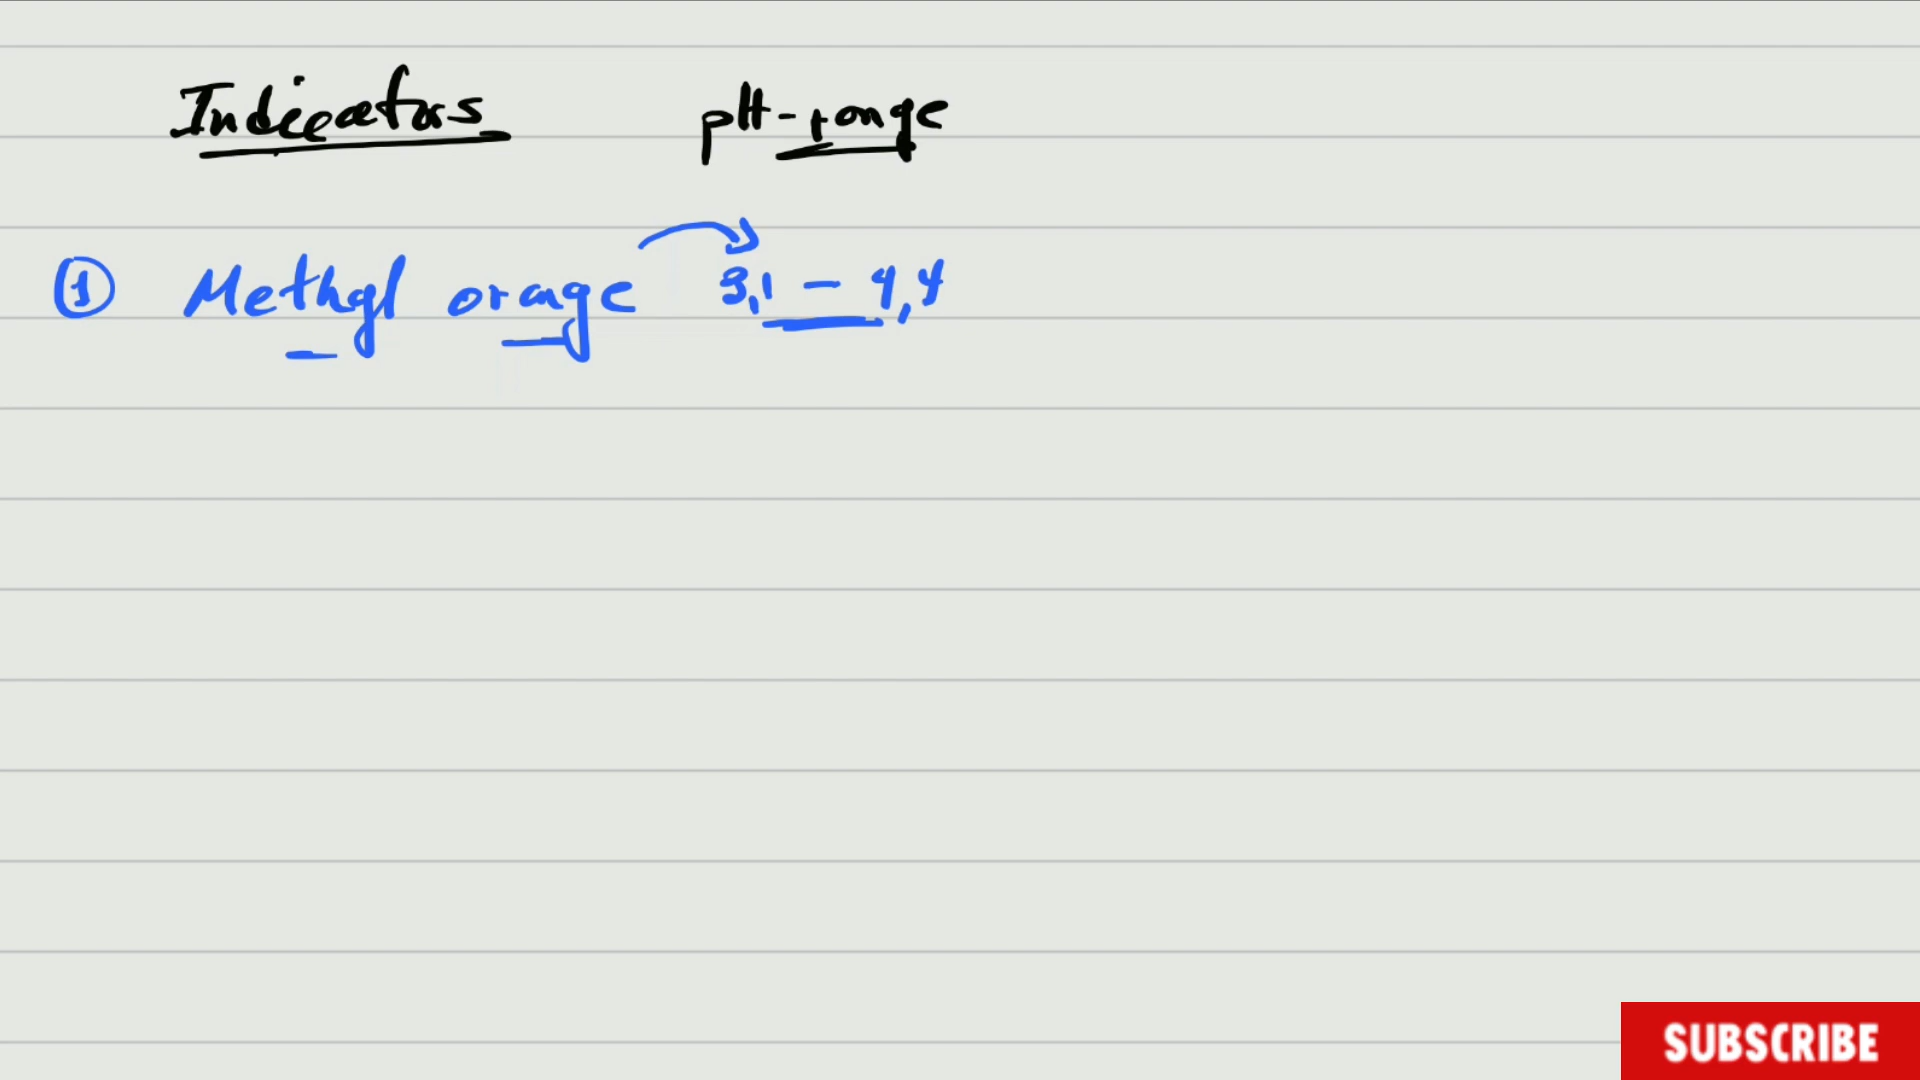 Indicators pH-range
① Methyl orange 3,1 – 4,4
SUBSCRIBE